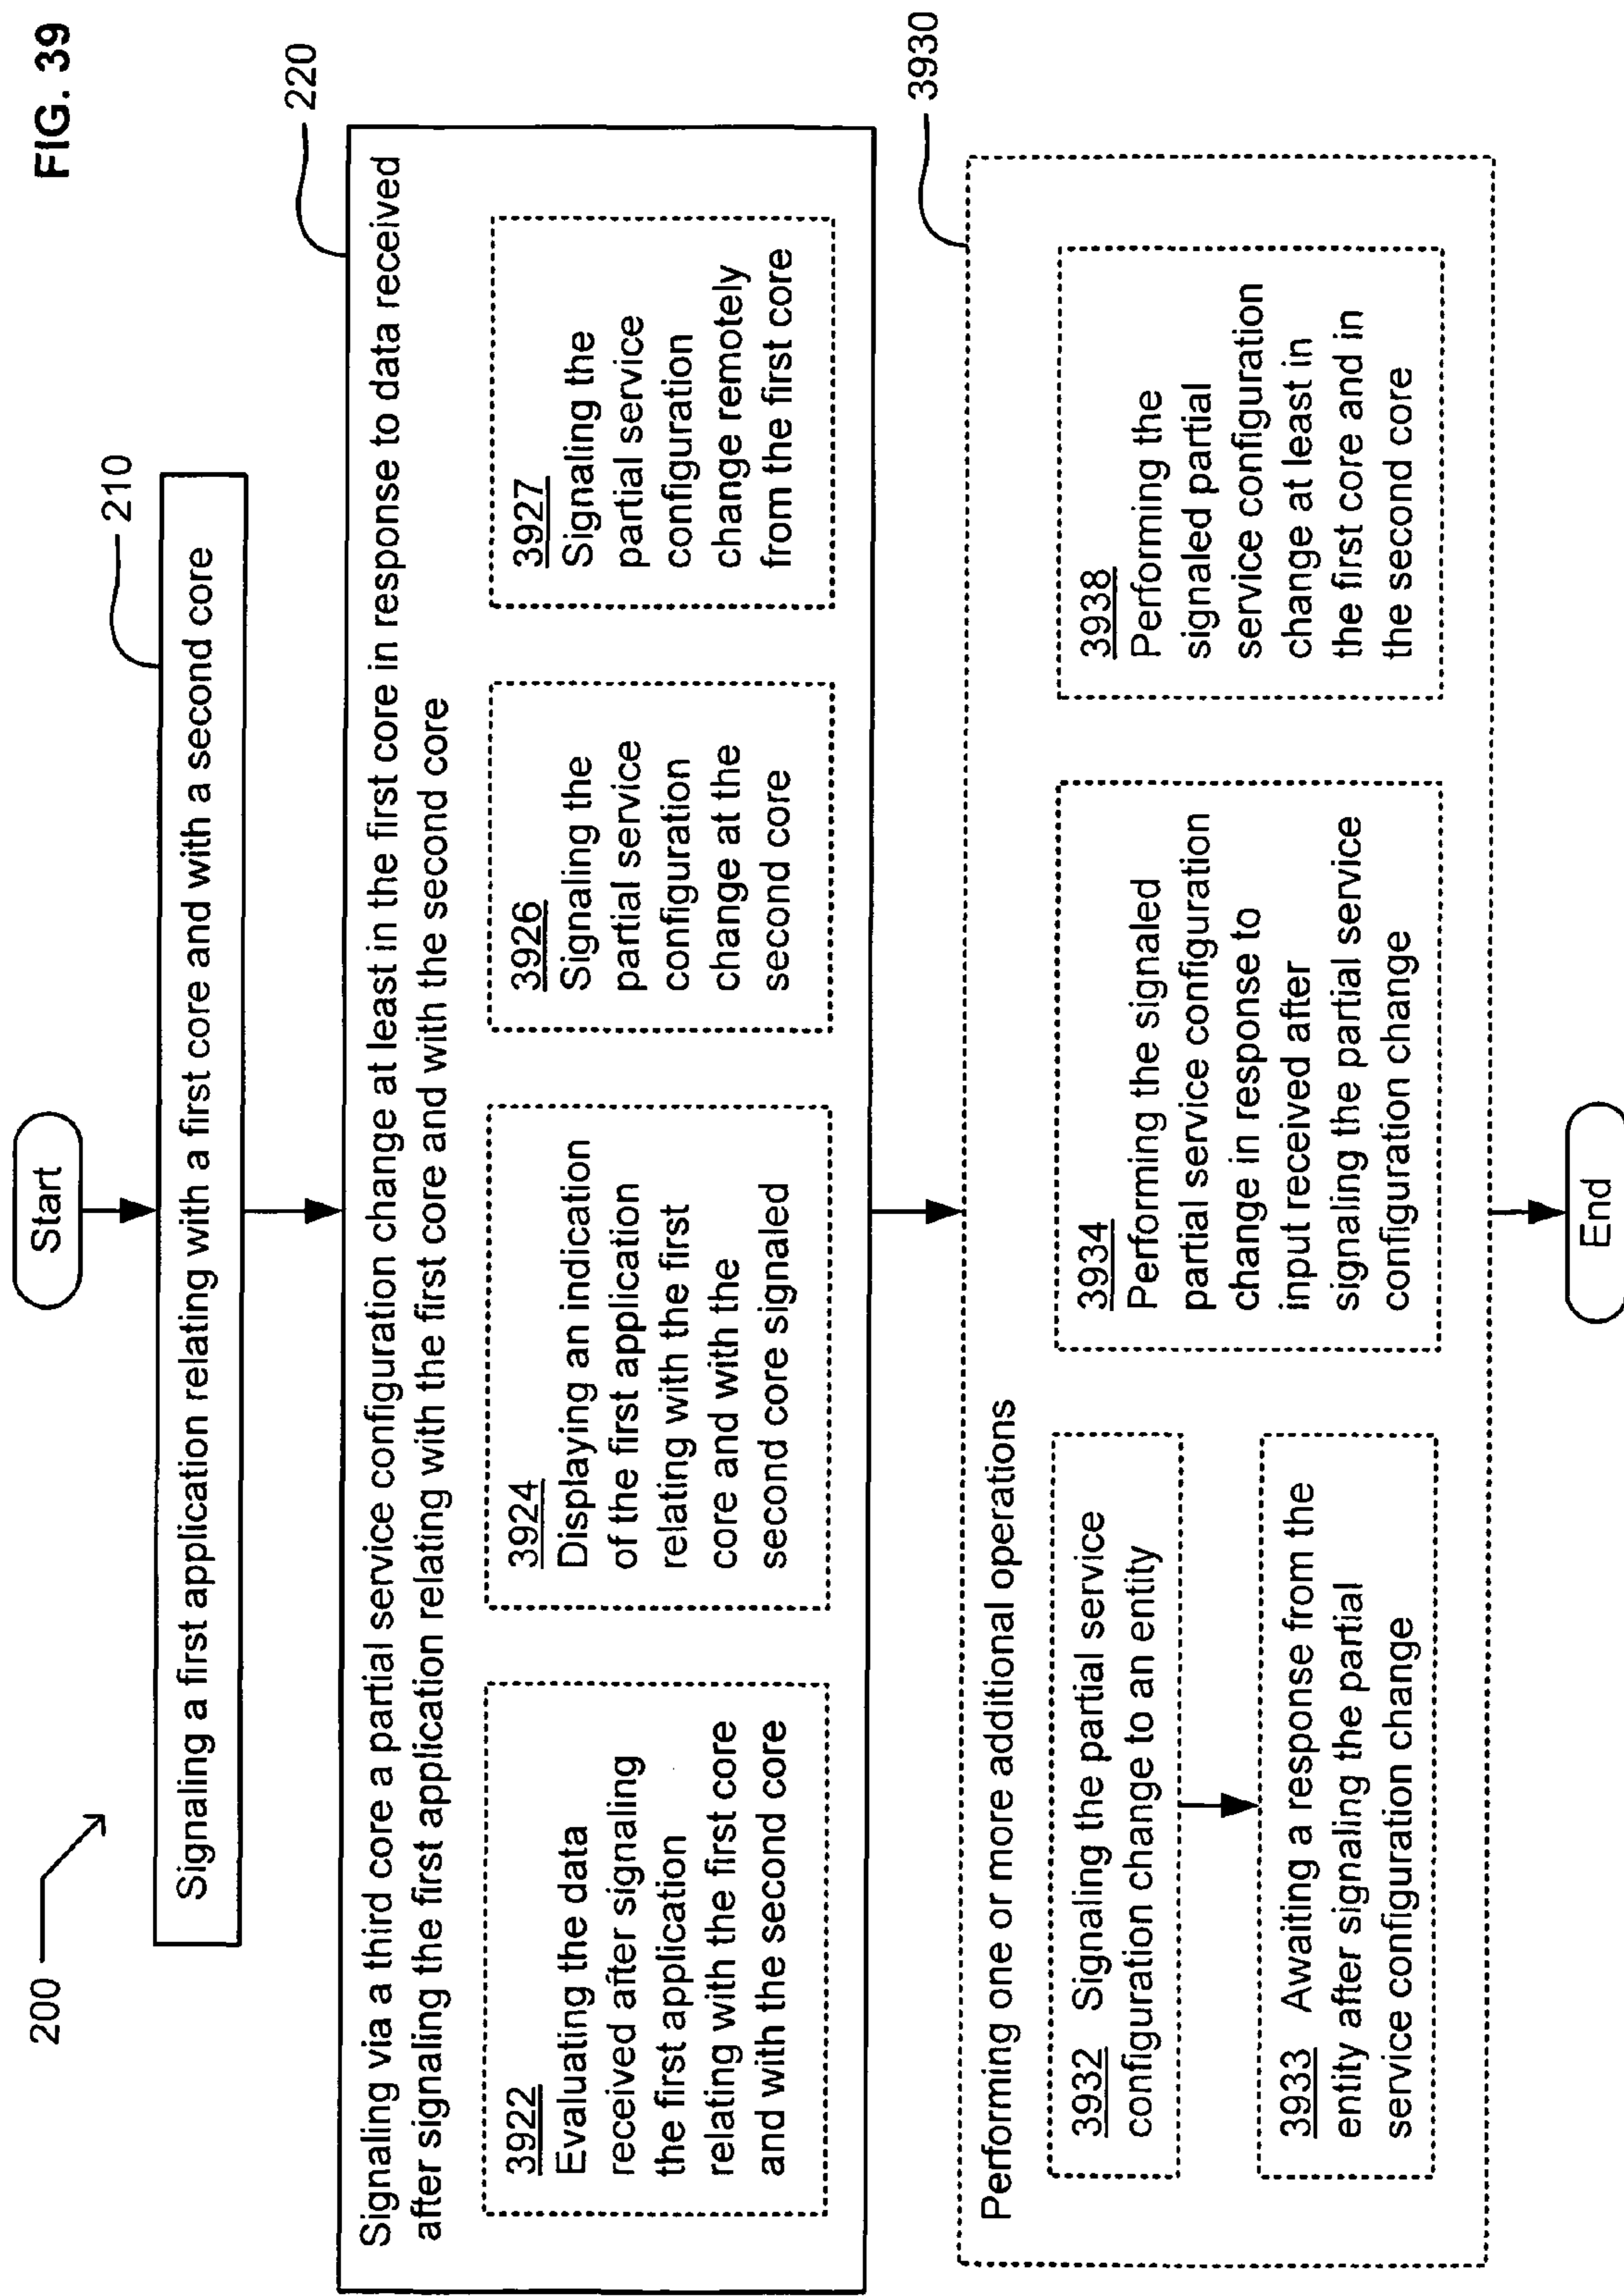 FIG. 39
200
Start
210
Signaling a first application relating with a first core and with a second core
220
Signaling via a third core a partial service configuration change at least in the first core in response to data received
after signaling the first application relating with the first core and with the second core
3922
Evaluating the data
received after signaling
the first application
relating with the first core
and with the second core
3924
Displaying an indication
of the first application
relating with the first
core and with the
second core signaled
3926
Signaling the
partial service
configuration
change at the
second core
3927
Signaling the
partial service
configuration
change remotely
from the first core
3930
Performing one or more additional operations
3932 Signaling the partial service
configuration change to an entity
3933 Awaiting a response from the
entity after signaling the partial
service configuration change
3934
Performing the signaled
partial service configuration
change in response to
input received after
signaling the partial service
configuration change
3938
Performing the
signaled partial
service configuration
change at least in
the first core and in
the second core
End